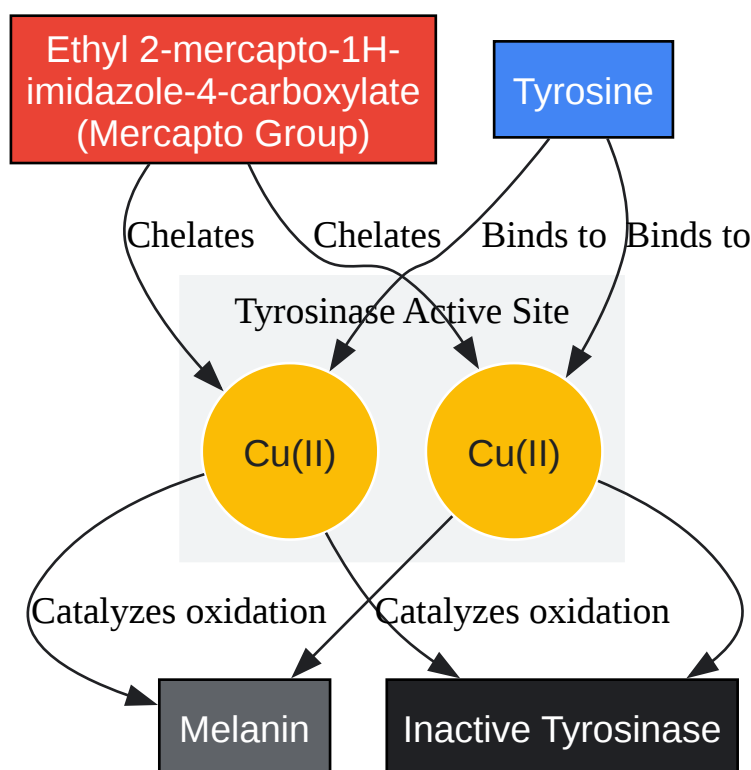 Ethyl 2-mercapto-1H-
imidazole-4-carboxylate
(Mercapto Group)
Tyrosine
Chelates
Chelates
Binds to
Binds to
Tyrosinase Active Site
Cu(II)
Cu(II)
Catalyzes oxidation
Catalyzes oxidation
Melanin
Inactive Tyrosinase